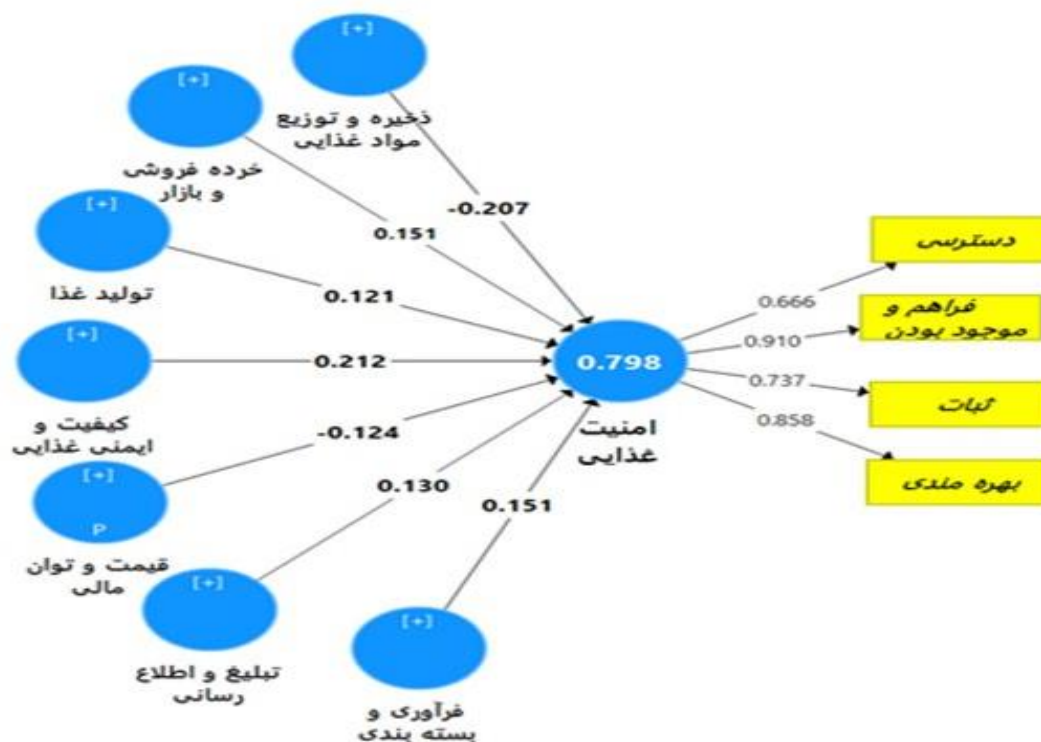 [+]
ذخیره و توزیع
مواد غذایی
[+]
خرده فروشی
و بازار
[+]
تولید غذا
[+]
کیفیت و
ایمنی غذایی
[+]
P
قیمت و توان
مالی
[+]
تبلیغ و اطلاع
رسانی
[+]
فرآوری و
بسته بندی
-0.207
0.151
0.121
0.212
-0.124
0.130
0.151
0.798
امنیت
غذایی
0.666
0.910
0.737
0.858
دسترسی
فراهم و
موجود بودن
ثبات
بهره مندی